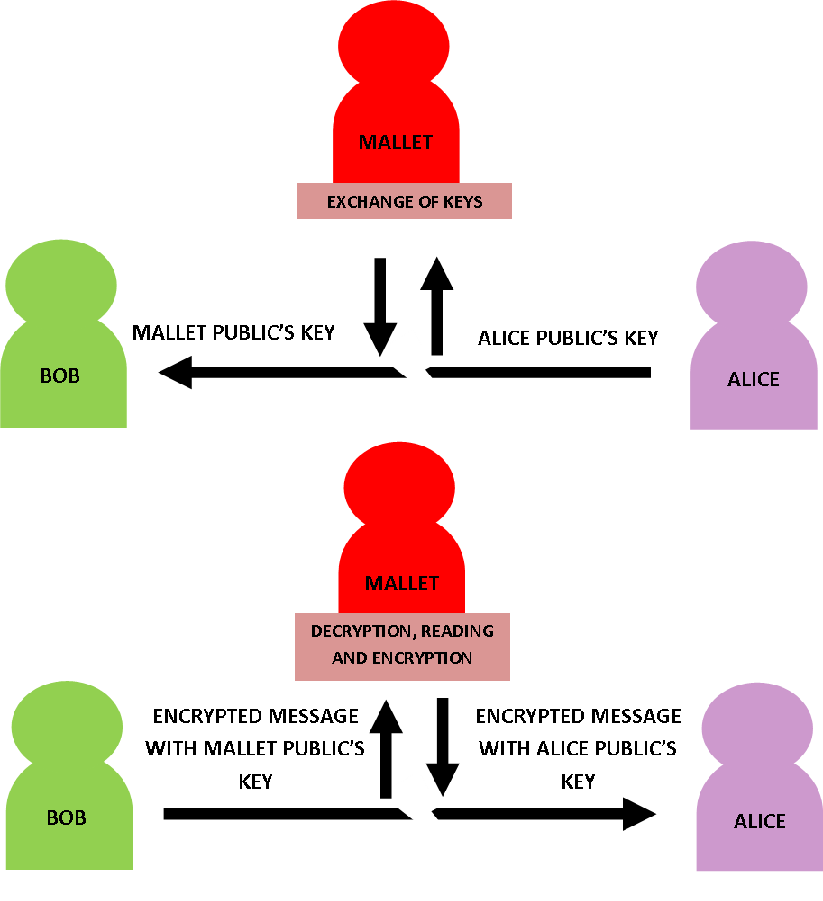 MALLET
EXCHANGE OF KEYS
MALLET PUBLIC'S KEY
ALICE PUBLIC'S KEY
BOB
ALICE
MALLET
DECRYPTION, READING
AND ENCRYPTION
ENCRYPTED MESSAGE
WITH MALLET PUBLIC'S
KEY
ENCRYPTED MESSAGE
WITH ALICE PUBLIC'S
KEY
BOB
ALICE